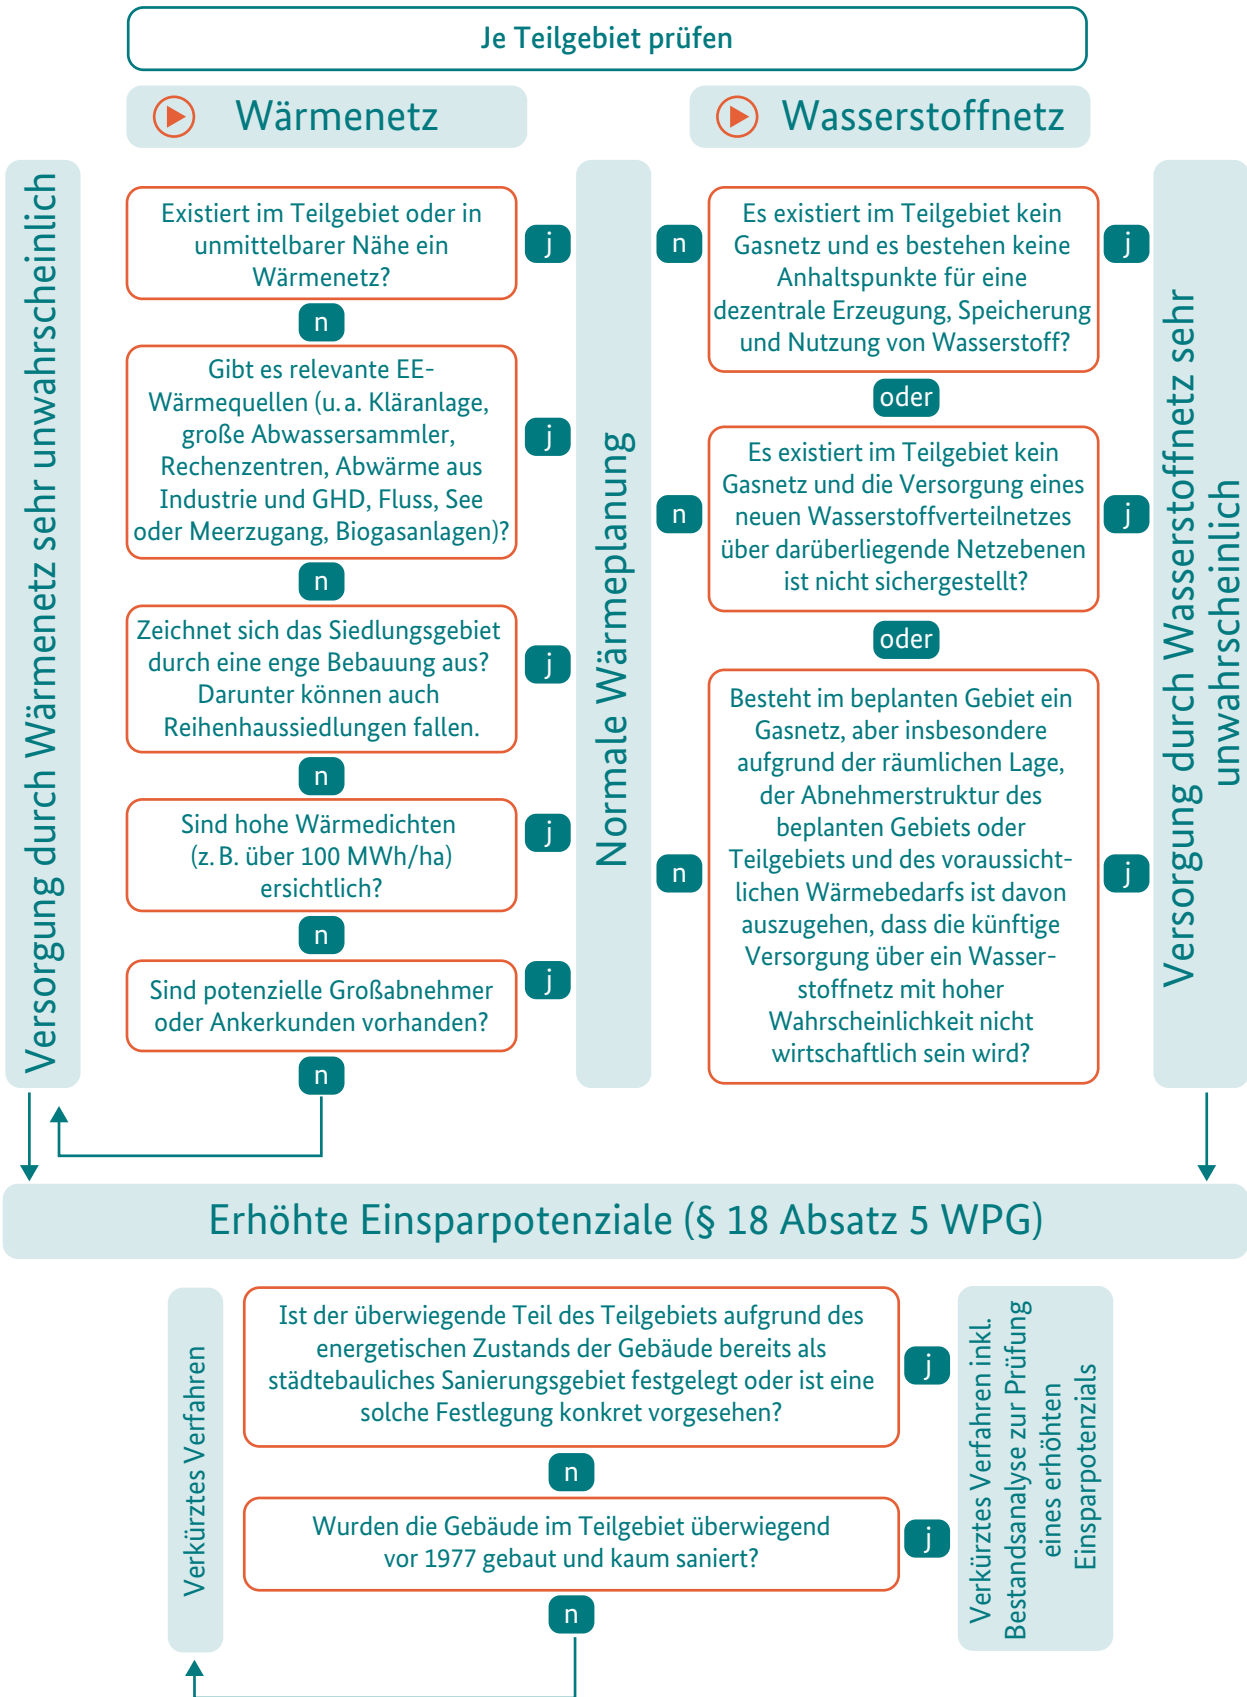 Je Teilgebiet prüfen
Wärmenetz
Versorgung durch Wärmenetz sehr unwahrscheinlich
Existiert im Teilgebiet oder in
unmittelbarer Nähe ein
Wärmenetz?
j
n
Gibt es relevante EE-
Wärmequellen (u. a. Kläranlage,
große Abwassersammler,
Rechenzentren, Abwärme aus
Industrie und GHD, Fluss, See
oder Meerzugang, Biogasanlagen)?
j
n
Zeichnet sich das Siedlungsgebiet
durch eine enge Bebauung aus?
Darunter können auch
Reihenhaussiedlungen fallen.
j
n
Sind hohe Wärmedichten
(z. B. über 100 MWh/ha)
ersichtlich?
j
n
Sind potenzielle Großabnehmer
oder Ankerkunden vorhanden?
j
n
Normale Wärmeplanung
Wasserstoffnetz
n
Es existiert im Teilgebiet kein
Gasnetz und es bestehen keine
Anhaltspunkte für eine
dezentrale Erzeugung, Speicherung
und Nutzung von Wasserstoff?
j
oder
n
Es existiert im Teilgebiet kein
Gasnetz und die Versorgung eines
neuen Wasserstoffverteilnetzes
über darüberliegende Netzebenen
ist nicht sichergestellt?
j
oder
n
Besteht im beplanten Gebiet ein
Gasnetz, aber insbesondere
aufgrund der räumlichen Lage,
der Abnehmerstruktur des
beplanten Gebiets oder
Teilgebiets und des voraussicht-
lichen Wärmebedarfs ist davon
auszugehen, dass die künftige
Versorgung über ein Wasser-
stoffnetz mit hoher
Wahrscheinlichkeit nicht
wirtschaftlich sein wird?
j
Versorgung durch Wasserstoffnetz sehr
unwahrscheinlich
Erhöhte Einsparpotenziale (§ 18 Absatz 5 WPG)
Verkürztes Verfahren
Ist der überwiegende Teil des Teilgebiets aufgrund des
energetischen Zustands der Gebäude bereits als
städtebauliches Sanierungsgebiet festgelegt oder ist eine
solche Festlegung konkret vorgesehen?
j
n
Wurden die Gebäude im Teilgebiet überwiegend
vor 1977 gebaut und kaum saniert?
j
n
Verkürztes Verfahren inkl.
Bestandsanalyse zur Prüfung
eines erhöhten
Einsparpotenzials